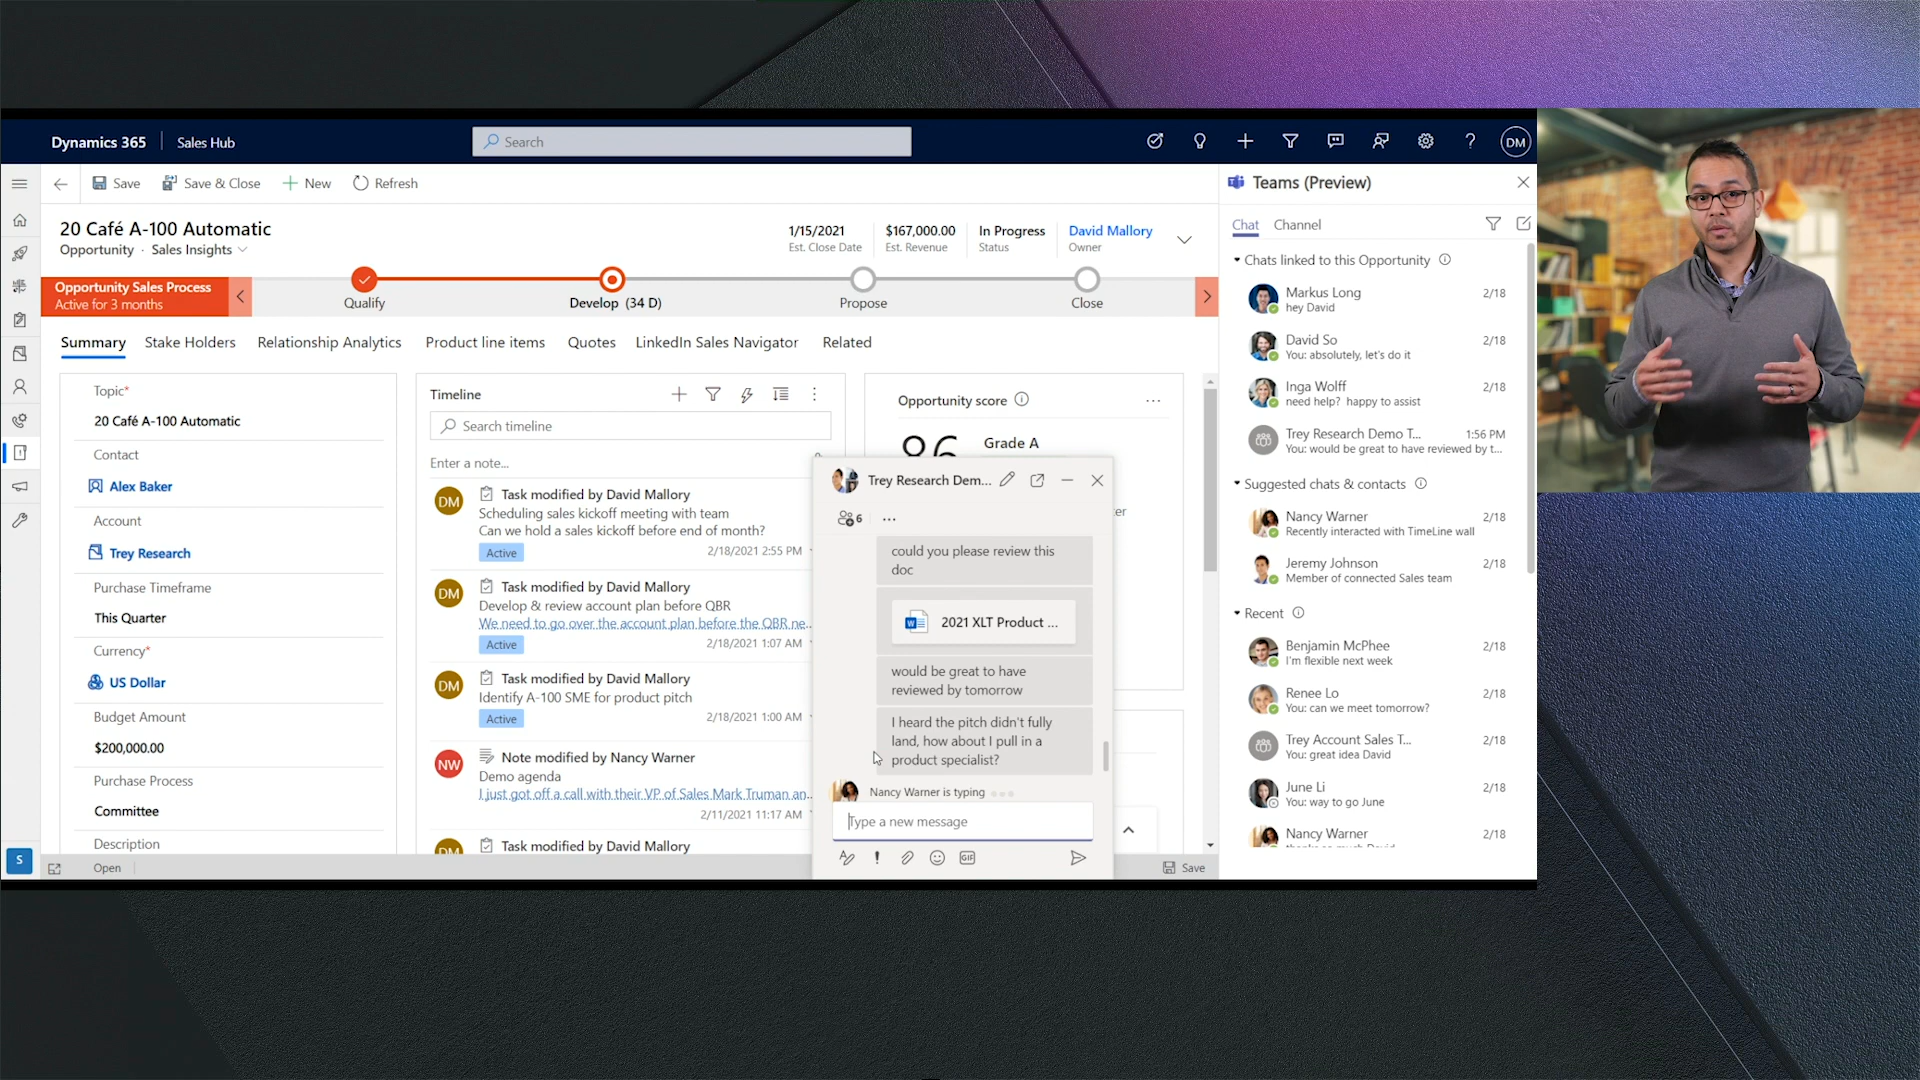 Dynamics 365
Sales Hub
Search
DM
Save
Save & Close
New
Refresh
20 Café A-100 Automatic
Opportunity · Sales Insights
1/15/2021
Est. Close Date
$167,000.00
Est. Revenue
In Progress
Status
David Mallory
Owner
Opportunity Sales Process
Active for 3 months
Qualify
Develop (34 D)
Propose
Close
Summary
Stake Holders
Relationship Analytics
Product line items
Quotes
LinkedIn Sales Navigator
Related
Topic*
20 Café A-100 Automatic
Contact
Alex Baker
Account
Trey Research
Purchase Timeframe
This Quarter
Currency*
US Dollar
Budget Amount
$200,000.00
Purchase Process
Committee
Description
Timeline
Search timeline
Enter a note...
DM
Task modified by David Mallory
Scheduling sales kickoff meeting with team
Can we hold a sales kickoff before end of month?
Active
2/18/2021 2:55 PM
DM
Task modified by David Mallory
Develop & review account plan before QBR
We need to go over the account plan before the QBR ne...
Active
2/18/2021 1:07 AM
DM
Task modified by David Mallory
Identify A-100 SME for product pitch
Active
2/18/2021 1:00 AM
NW
Note modified by Nancy Warner
Demo agenda
I just got off a call with their VP of Sales Mark Truman an...
2/11/2021 11:17 AM
DM
Task modified by David Mallory
Opportunity score
86
Grade A
Trey Research Dem...
6
could you please review this
doc
2021 XLT Product ...
would be great to have
reviewed by tomorrow
I heard the pitch didn't fully
land, how about I pull in a
product specialist?
Nancy Warner is typing
Type a new message
GIF
Teams (Preview)
Chat
Channel
Chats linked to this Opportunity
Markus Long
2/18
hey David
David So
2/18
You: absolutely, let's do it
Inga Wolff
2/18
need help? happy to assist
Trey Research Demo T...
1:56 PM
You: would be great to have reviewed by t...
Suggested chats & contacts
Nancy Warner
2/18
Recently interacted with TimeLine wall
Jeremy Johnson
2/18
Member of connected Sales team
Recent
Benjamin McPhee
2/18
I'm flexible next week
Renee Lo
2/18
You: can we meet tomorrow?
Trey Account Sales T...
2/18
You: great idea David
June Li
2/18
You: way to go June
Nancy Warner
2/18
thanks so much David
S
Open
Save